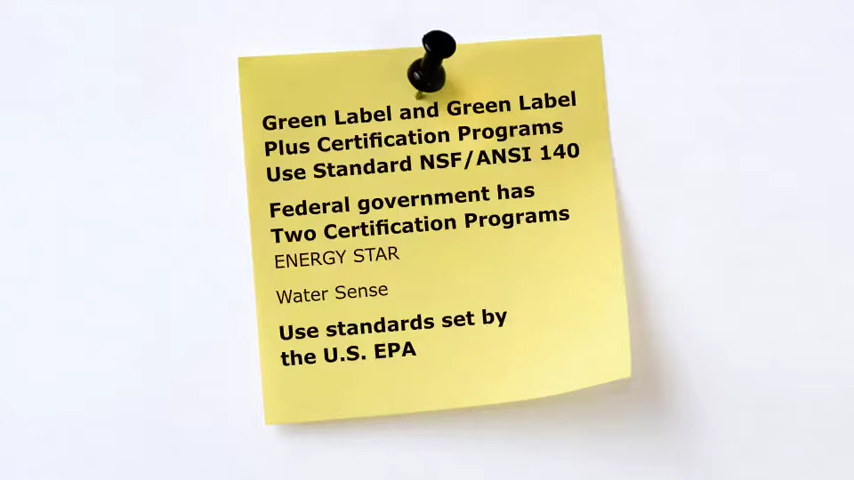 Green Label and Green Label
Plus Certification Programs
Use Standard NSF/ANSI 140
Federal government has
Two Certification Programs
ENERGY STAR
Water Sense
Use standards set by
the U.S. EPA